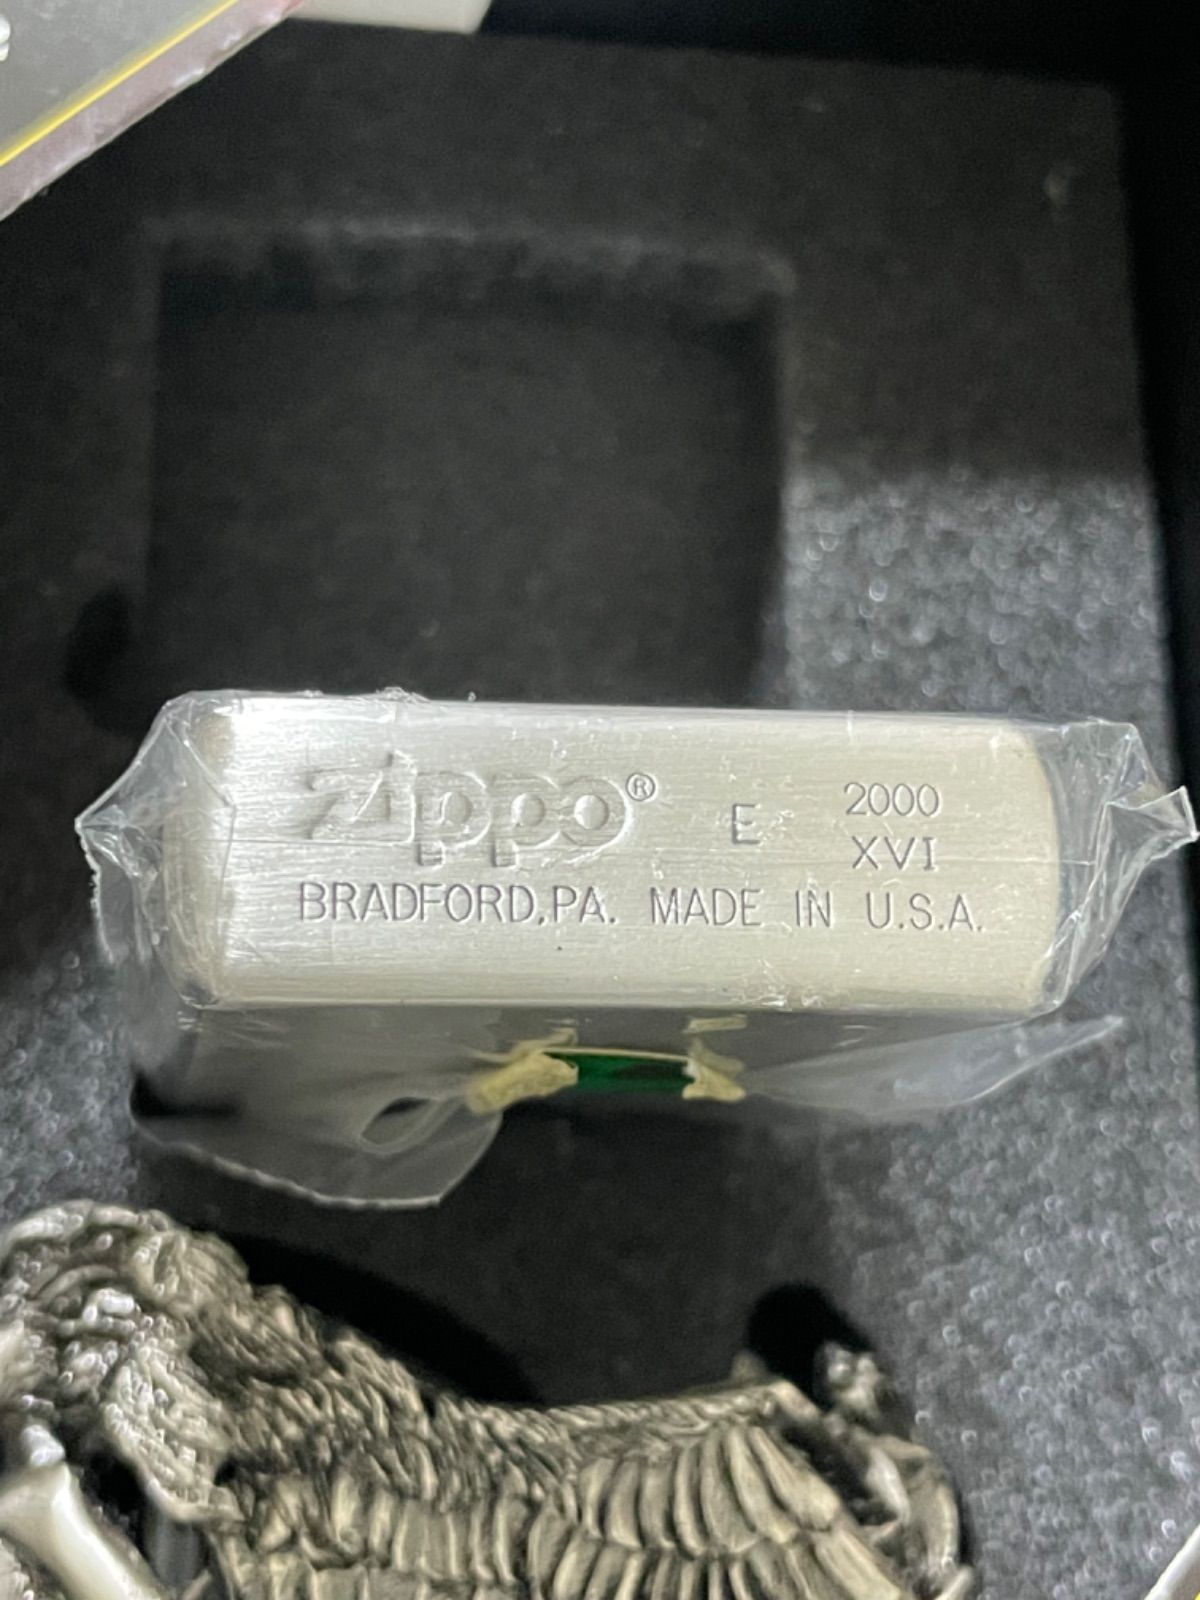 Zippo® E 2000
XVI
BRADFORD,PA. MADE IN U.S.A.